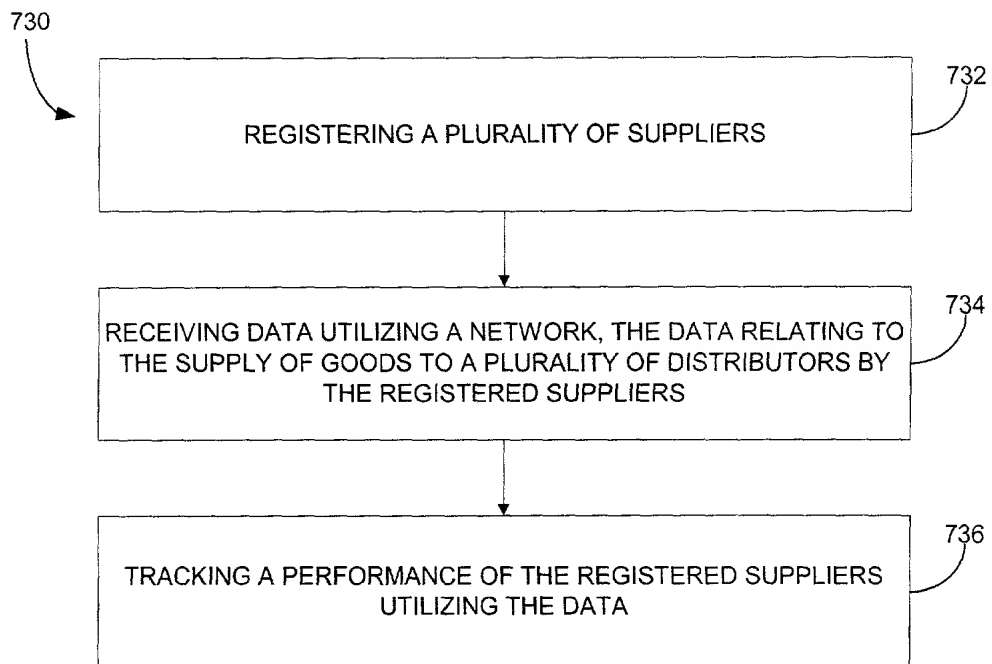 730
732
REGISTERING A PLURALITY OF SUPPLIERS
734
RECEIVING DATA UTILIZING A NETWORK, THE DATA RELATING TO
THE SUPPLY OF GOODS TO A PLURALITY OF DISTRIBUTORS BY
THE REGISTERED SUPPLIERS
736
TRACKING A PERFORMANCE OF THE REGISTERED SUPPLIERS
UTILIZING THE DATA